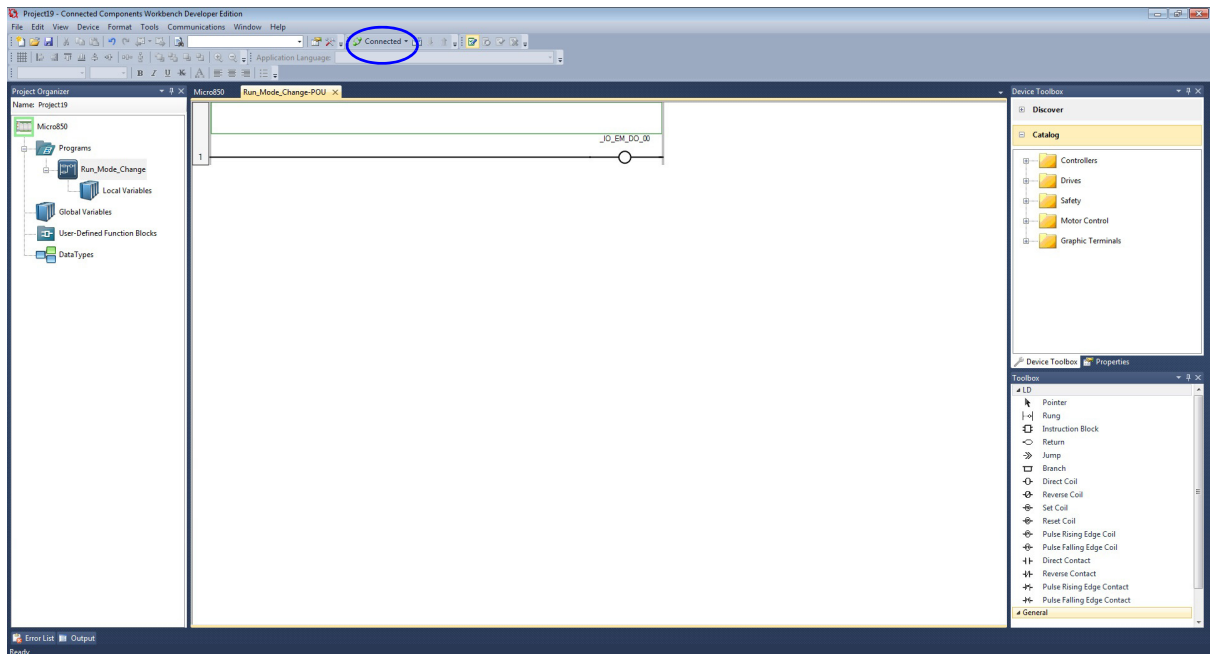 Project19 - Connected Components Workbench Developer Edition
File Edit View Device Format Tools Communications Window Help
Connected
Application Language:
B I U A
Project Organizer
Name: Project19
Micro850
Programs
Run_Mode_Change
Local Variables
Global Variables
User-Defined Function Blocks
DataTypes
Micro850 Run_Mode_Change-POU
_IO_EM_DO_00
1
Device Toolbox
Discover
Catalog
Controllers
Drives
Safety
Motor Control
Graphic Terminals
Device Toolbox Properties
Toolbox
LD
Pointer
Rung
Instruction Block
Return
Jump
Branch
Direct Coil
Reverse Coil
Set Coil
Reset Coil
Pulse Rising Edge Coil
Pulse Falling Edge Coil
Direct Contact
Reverse Contact
Pulse Rising Edge Contact
Pulse Falling Edge Contact
General
Error List Output
Ready